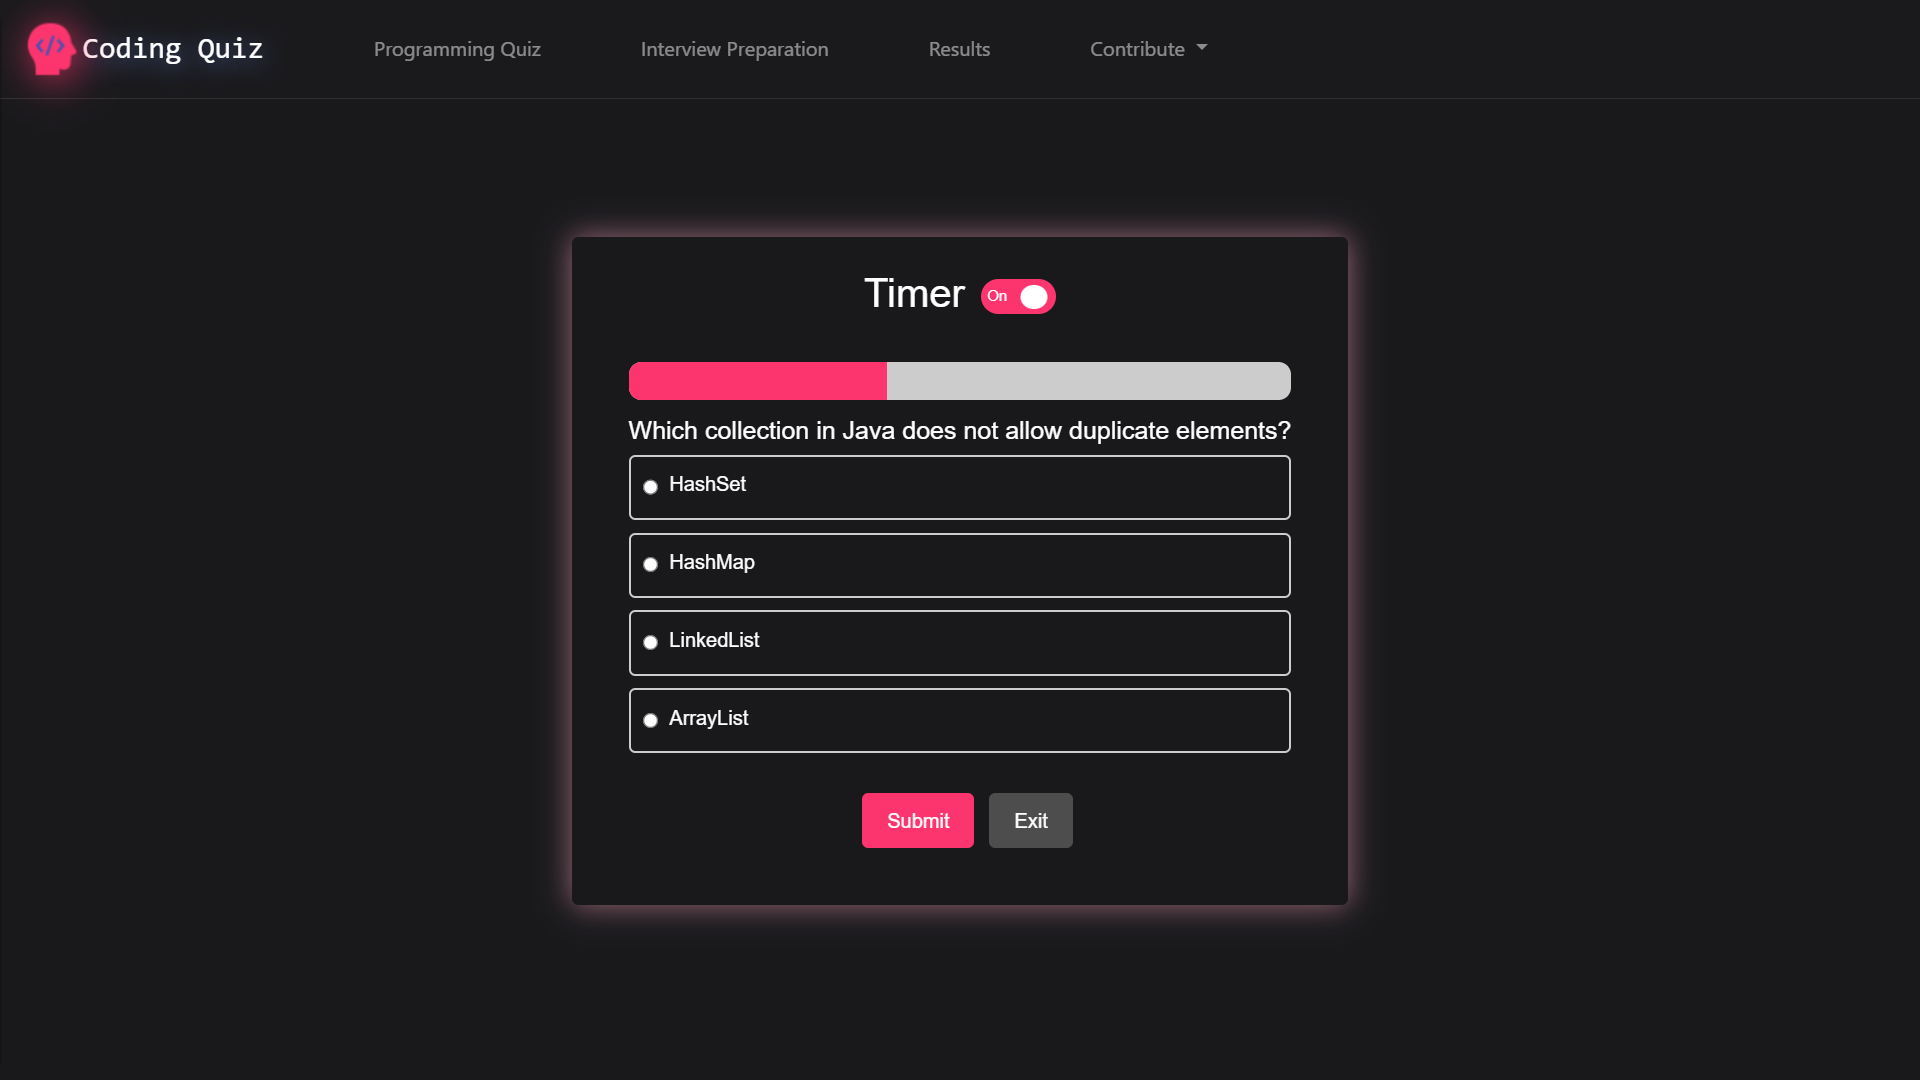 </> Coding Quiz Programming Quiz Interview Preparation Results Contribute
Timer On
Which collection in Java does not allow duplicate elements?
HashSet
HashMap
LinkedList
ArrayList
Submit Exit